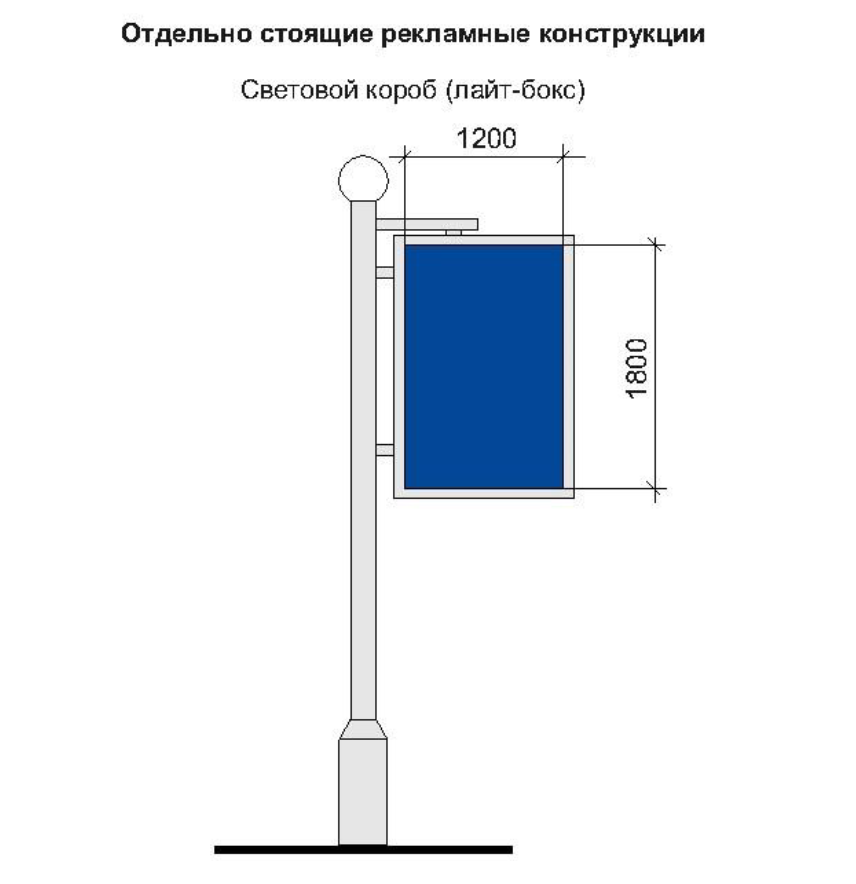 Отдельно стоящие рекламные конструкции
Световой короб (лайт-бокс)
1200
1800